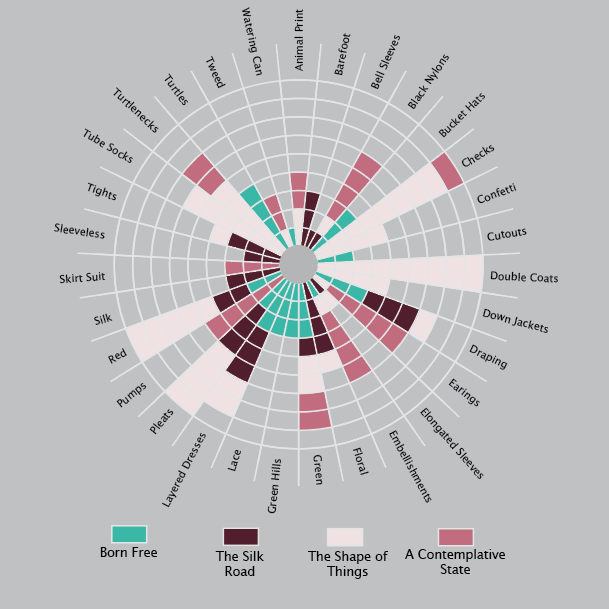 Animal Print
Barefoot
Bell Sleeves
Black Nylons
Bucket Hats
Checks
Confetti
Cutouts
Double Coats
Down Jackets
Draping
Earings
Elongated Sleeves
Embellishments
Floral
Green
Green Hills
Lace
Layered Dresses
Pleats
Pumps
Red
Silk
Skirt Suit
Sleeveless
Tights
Tube Socks
Turtlenecks
Turtles
Tweed
Watering Can
Born Free
The Silk
Road
The Shape of
Things
A Contemplative
State